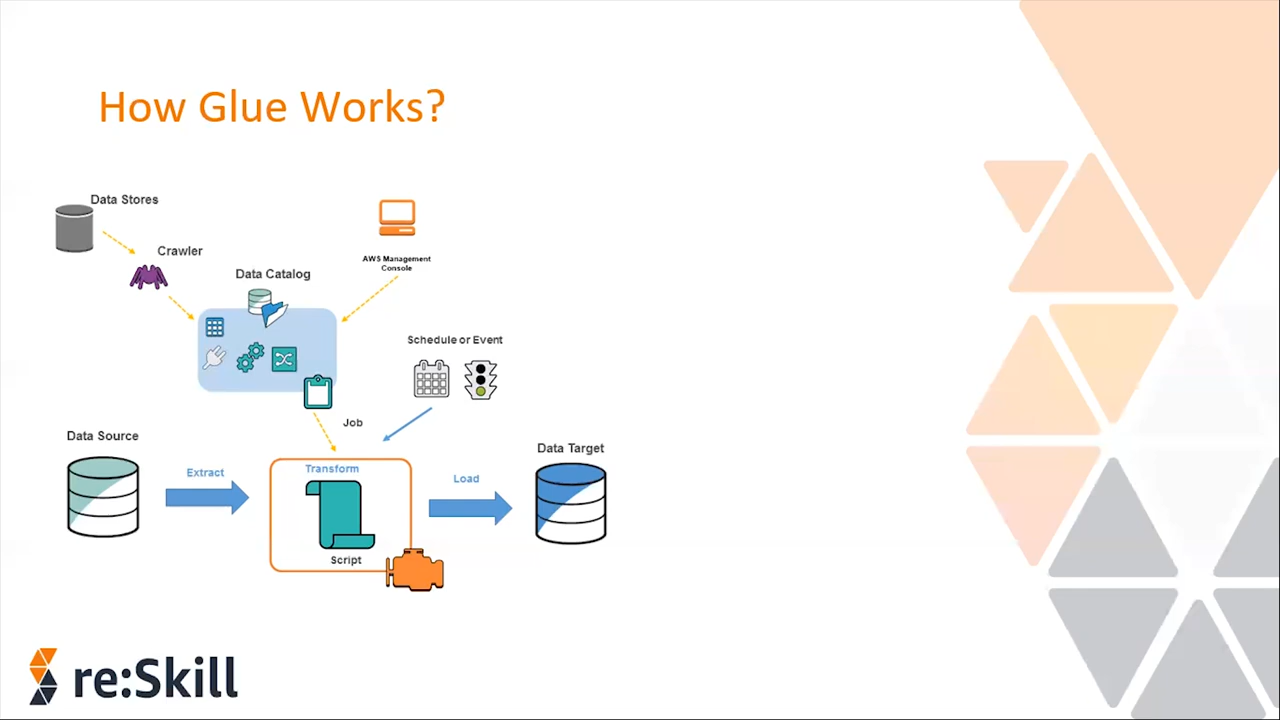 How Glue Works?
Data Stores
Crawler
Data Catalog
AWS Management
Console
Schedule or Event
Job
Data Source
Extract
Transform
Script
Load
Data Target
re:Skill